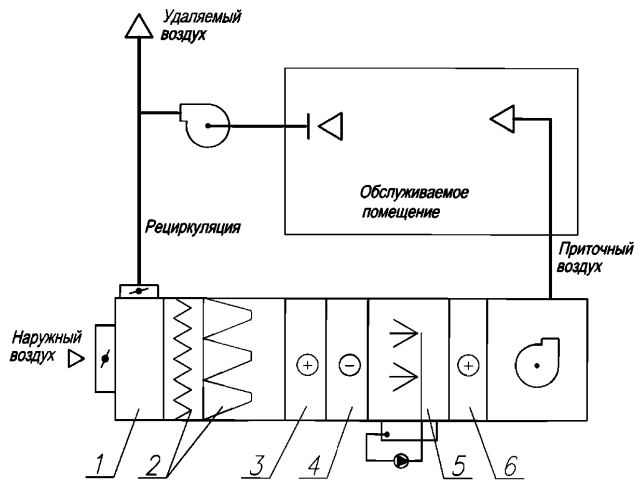 Удаляемый
воздух
Обслуживаемое
помещение
Рециркуляция
Приточный
воздух
Наружный
воздух
1 2 3 4 5 6